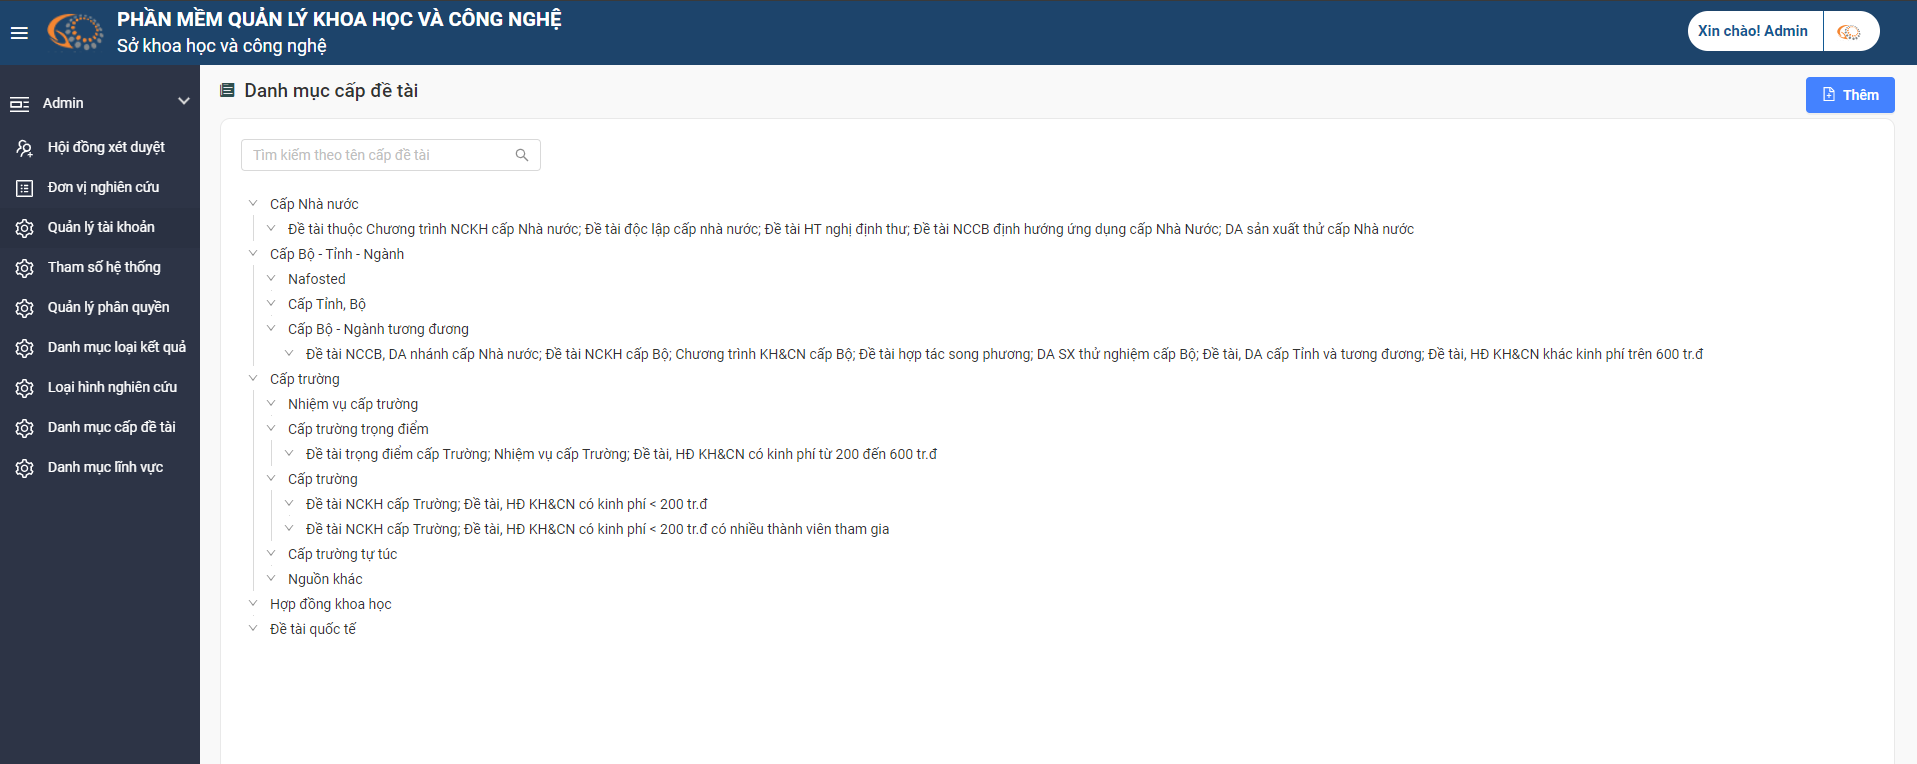 PHẦN MỀM QUẢN LÝ KHOA HỌC VÀ CÔNG NGHỆ
Sở khoa học và công nghệ
Xin chào! Admin
Admin
Hội đồng xét duyệt
Đơn vị nghiên cứu
Quản lý tài khoản
Tham số hệ thống
Quản lý phân quyền
Danh mục loại kết quả
Loại hình nghiên cứu
Danh mục cấp đề tài
Danh mục lĩnh vực
Danh mục cấp đề tài
Thêm
Tìm kiếm theo tên cấp đề tài
Cấp Nhà nước
Đề tài thuộc Chương trình NCKH cấp Nhà nước; Đề tài độc lập cấp nhà nước; Đề tài HT nghị định thư; Đề tài NCCB định hướng ứng dụng cấp Nhà Nước; DA sản xuất thử cấp Nhà nước
Cấp Bộ - Tỉnh - Ngành
Nafosted
Cấp Tỉnh, Bộ
Cấp Bộ - Ngành tương đương
Đề tài NCCB, DA nhánh cấp Nhà nước; Đề tài NCKH cấp Bộ; Chương trình KH&CN cấp Bộ; Đề tài hợp tác song phương; DA SX thử nghiệm cấp Bộ; Đề tài, DA cấp Tỉnh và tương đương; Đề tài, HĐ KH&CN khác kinh phí trên 600 tr.đ
Cấp trường
Nhiệm vụ cấp trường
Cấp trường trọng điểm
Đề tài trọng điểm cấp Trường; Nhiệm vụ cấp Trường; Đề tài, HĐ KH&CN có kinh phí từ 200 đến 600 tr.đ
Cấp trường
Đề tài NCKH cấp Trường; Đề tài, HĐ KH&CN có kinh phí < 200 tr.đ
Đề tài NCKH cấp Trường; Đề tài, HĐ KH&CN có kinh phí < 200 tr.đ có nhiều thành viên tham gia
Cấp trường tự túc
Nguồn khác
Hợp đồng khoa học
Đề tài quốc tế